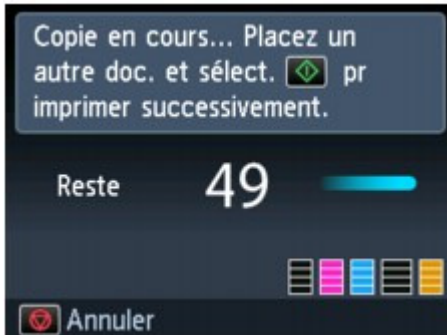 Copie en cours... Placez un
autre doc. et sélect. pr
imprimer successivement.
Reste 49
Annuler